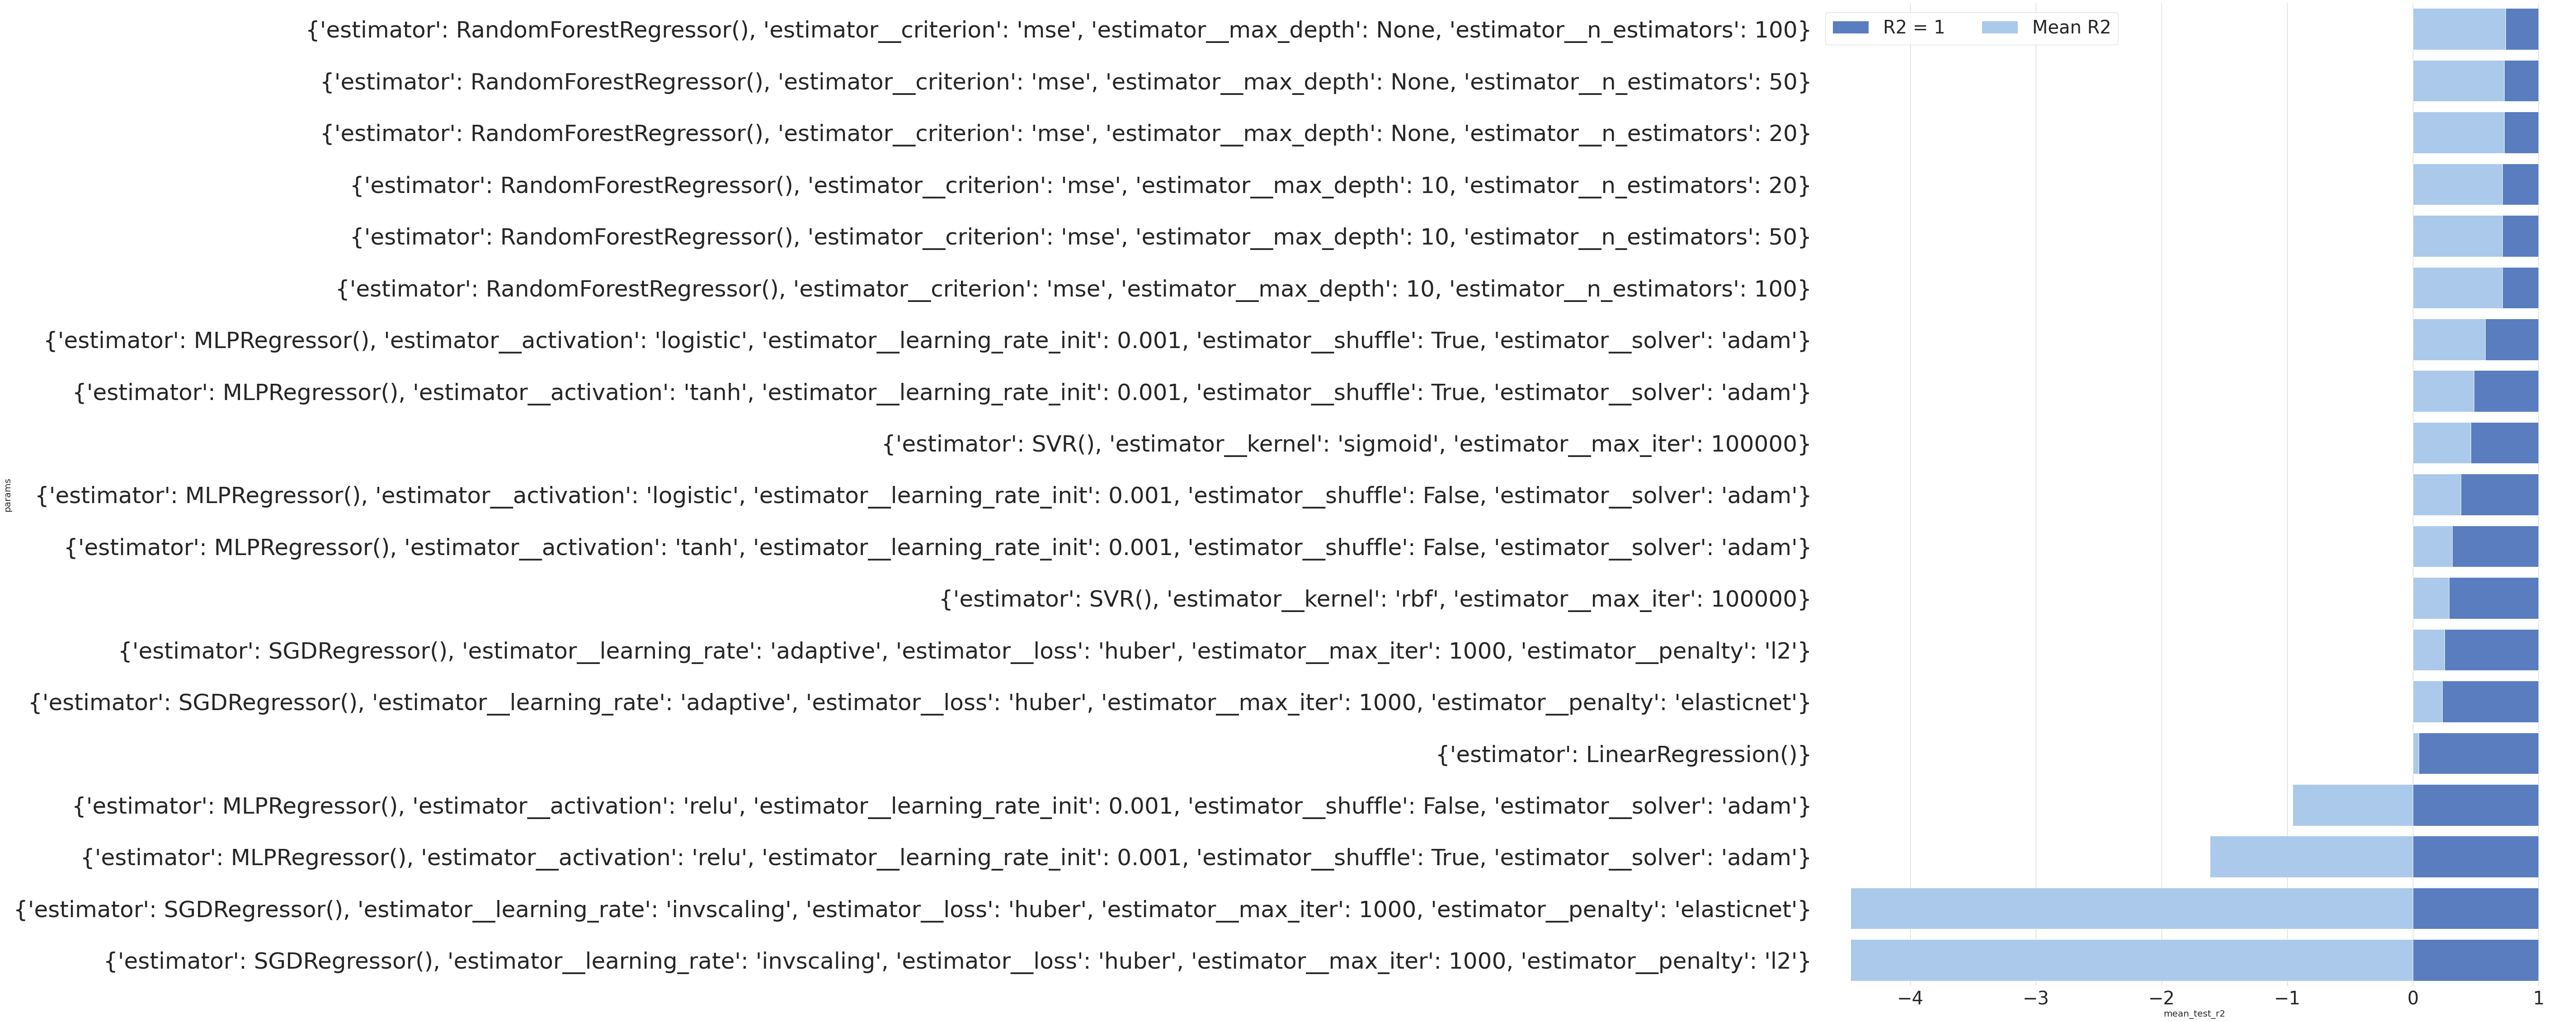 {'estimator': RandomForestRegressor(), 'estimator__criterion': 'mse', 'estimator__max_depth': None, 'estimator__n_estimators': 100}
R2 = 1 Mean R2
{'estimator': RandomForestRegressor(), 'estimator__criterion': 'mse', 'estimator__max_depth': None, 'estimator__n_estimators': 50}
{'estimator': RandomForestRegressor(), 'estimator__criterion': 'mse', 'estimator__max_depth': None, 'estimator__n_estimators': 20}
{'estimator': RandomForestRegressor(), 'estimator__criterion': 'mse', 'estimator__max_depth': 10, 'estimator__n_estimators': 20}
{'estimator': RandomForestRegressor(), 'estimator__criterion': 'mse', 'estimator__max_depth': 10, 'estimator__n_estimators': 50}
{'estimator': RandomForestRegressor(), 'estimator__criterion': 'mse', 'estimator__max_depth': 10, 'estimator__n_estimators': 100}
{'estimator': MLPRegressor(), 'estimator__activation': 'logistic', 'estimator__learning_rate_init': 0.001, 'estimator__shuffle': True, 'estimator__solver': 'adam'}
{'estimator': MLPRegressor(), 'estimator__activation': 'tanh', 'estimator__learning_rate_init': 0.001, 'estimator__shuffle': True, 'estimator__solver': 'adam'}
{'estimator': SVR(), 'estimator__kernel': 'sigmoid', 'estimator__max_iter': 100000}
params
{'estimator': MLPRegressor(), 'estimator__activation': 'logistic', 'estimator__learning_rate_init': 0.001, 'estimator__shuffle': False, 'estimator__solver': 'adam'}
{'estimator': MLPRegressor(), 'estimator__activation': 'tanh', 'estimator__learning_rate_init': 0.001, 'estimator__shuffle': False, 'estimator__solver': 'adam'}
{'estimator': SVR(), 'estimator__kernel': 'rbf', 'estimator__max_iter': 100000}
{'estimator': SGDRegressor(), 'estimator__learning_rate': 'adaptive', 'estimator__loss': 'huber', 'estimator__max_iter': 1000, 'estimator__penalty': 'l2'}
{'estimator': SGDRegressor(), 'estimator__learning_rate': 'adaptive', 'estimator__loss': 'huber', 'estimator__max_iter': 1000, 'estimator__penalty': 'elasticnet'}
{'estimator': LinearRegression()}
{'estimator': MLPRegressor(), 'estimator__activation': 'relu', 'estimator__learning_rate_init': 0.001, 'estimator__shuffle': False, 'estimator__solver': 'adam'}
{'estimator': MLPRegressor(), 'estimator__activation': 'relu', 'estimator__learning_rate_init': 0.001, 'estimator__shuffle': True, 'estimator__solver': 'adam'}
{'estimator': SGDRegressor(), 'estimator__learning_rate': 'invscaling', 'estimator__loss': 'huber', 'estimator__max_iter': 1000, 'estimator__penalty': 'elasticnet'}
{'estimator': SGDRegressor(), 'estimator__learning_rate': 'invscaling', 'estimator__loss': 'huber', 'estimator__max_iter': 1000, 'estimator__penalty': 'l2'}
−4 −3 −2 −1 0 1
mean_test_r2